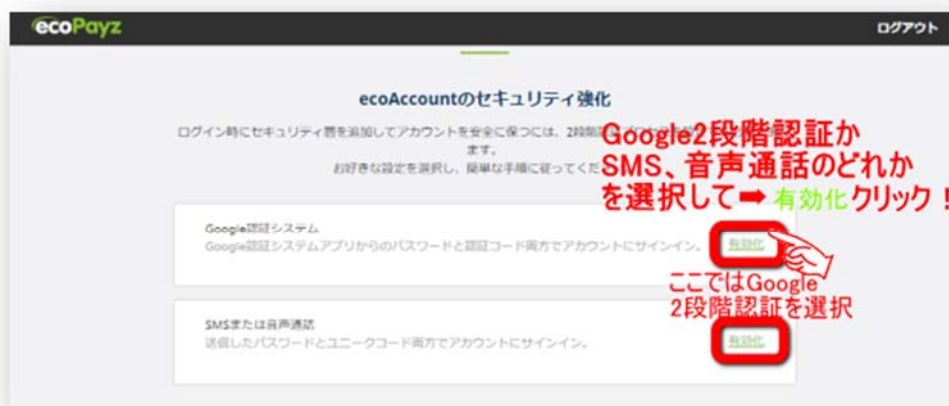 ecoPayz
ログアウト
ecoAccountのセキュリティ強化
ログイン時にセキュリティ層を追加してアカウントを安全に保つには、2段階認証
ます。
お好きな設定を選択し、簡単な手順に従ってくだ
Google2段階認証か
SMS、音声通話のどれか
を選択して➡有効化クリック！
Google認証システム
Google認証システムアプリからのパスワードと認証コード両方でアカウントにサインイン。
有効化
ここではGoogle
2段階認証を選択
SMSまたは音声通話
送信したパスワードとユニークコード両方でアカウントにサインイン。
有効化